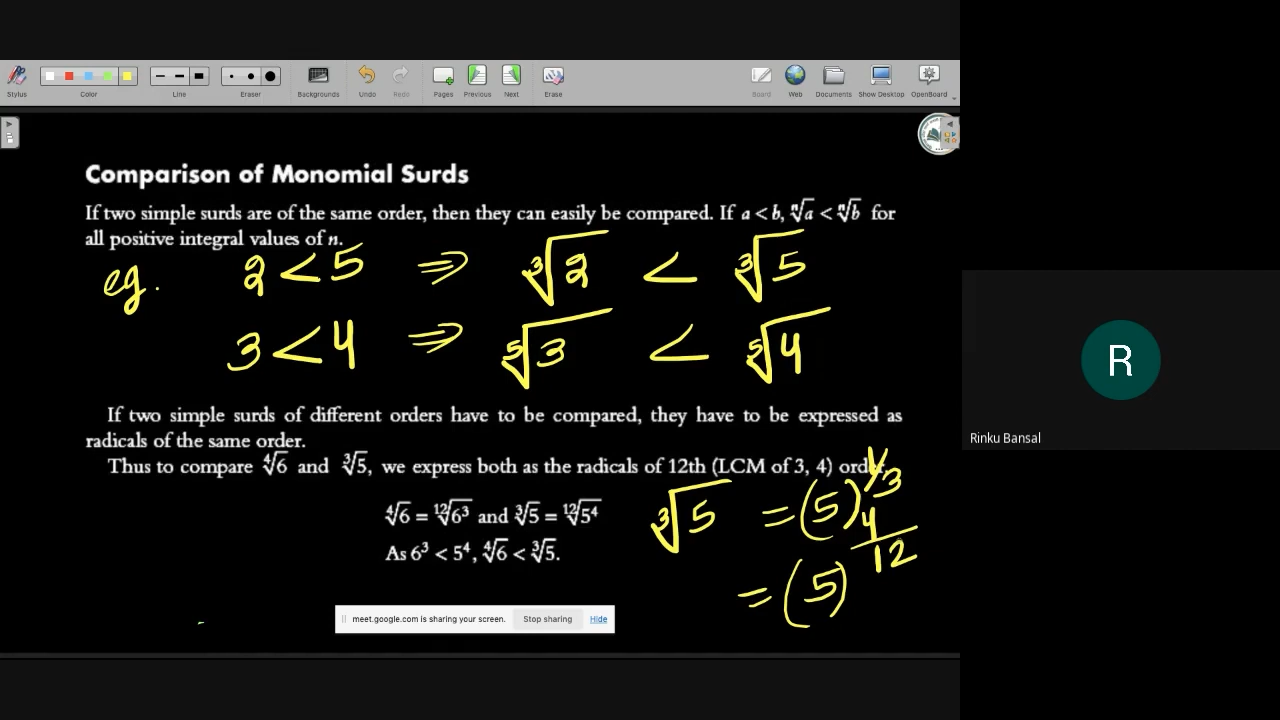 Stylus Color Line Eraser Backgrounds Undo Redo Pages Previous Next Erase Board Web Documents Show Desktop OpenBoard
Comparison of Monomial Surds
If two simple surds are of the same order, then they can easily be compared. If a < b, ⁿ√a < ⁿ√b for
all positive integral values of n.
eg. 2 < 5 ⇒ ³√2 < ³√5
3 < 4 ⇒ ⁵√3 < ⁵√4
If two simple surds of different orders have to be compared, they have to be expressed as
radicals of the same order.
Thus to compare ⁴√6 and ³√5, we express both as the radicals of 12th (LCM of 3, 4) order.
⁴√6 = ¹²√6³ and ³√5 = ¹²√5⁴
As 6³ < 5⁴, ⁴√6 < ³√5.
³√5 = (5)^1/3
= (5)^4/12
meet.google.com is sharing your screen. Stop sharing Hide
R
Rinku Bansal